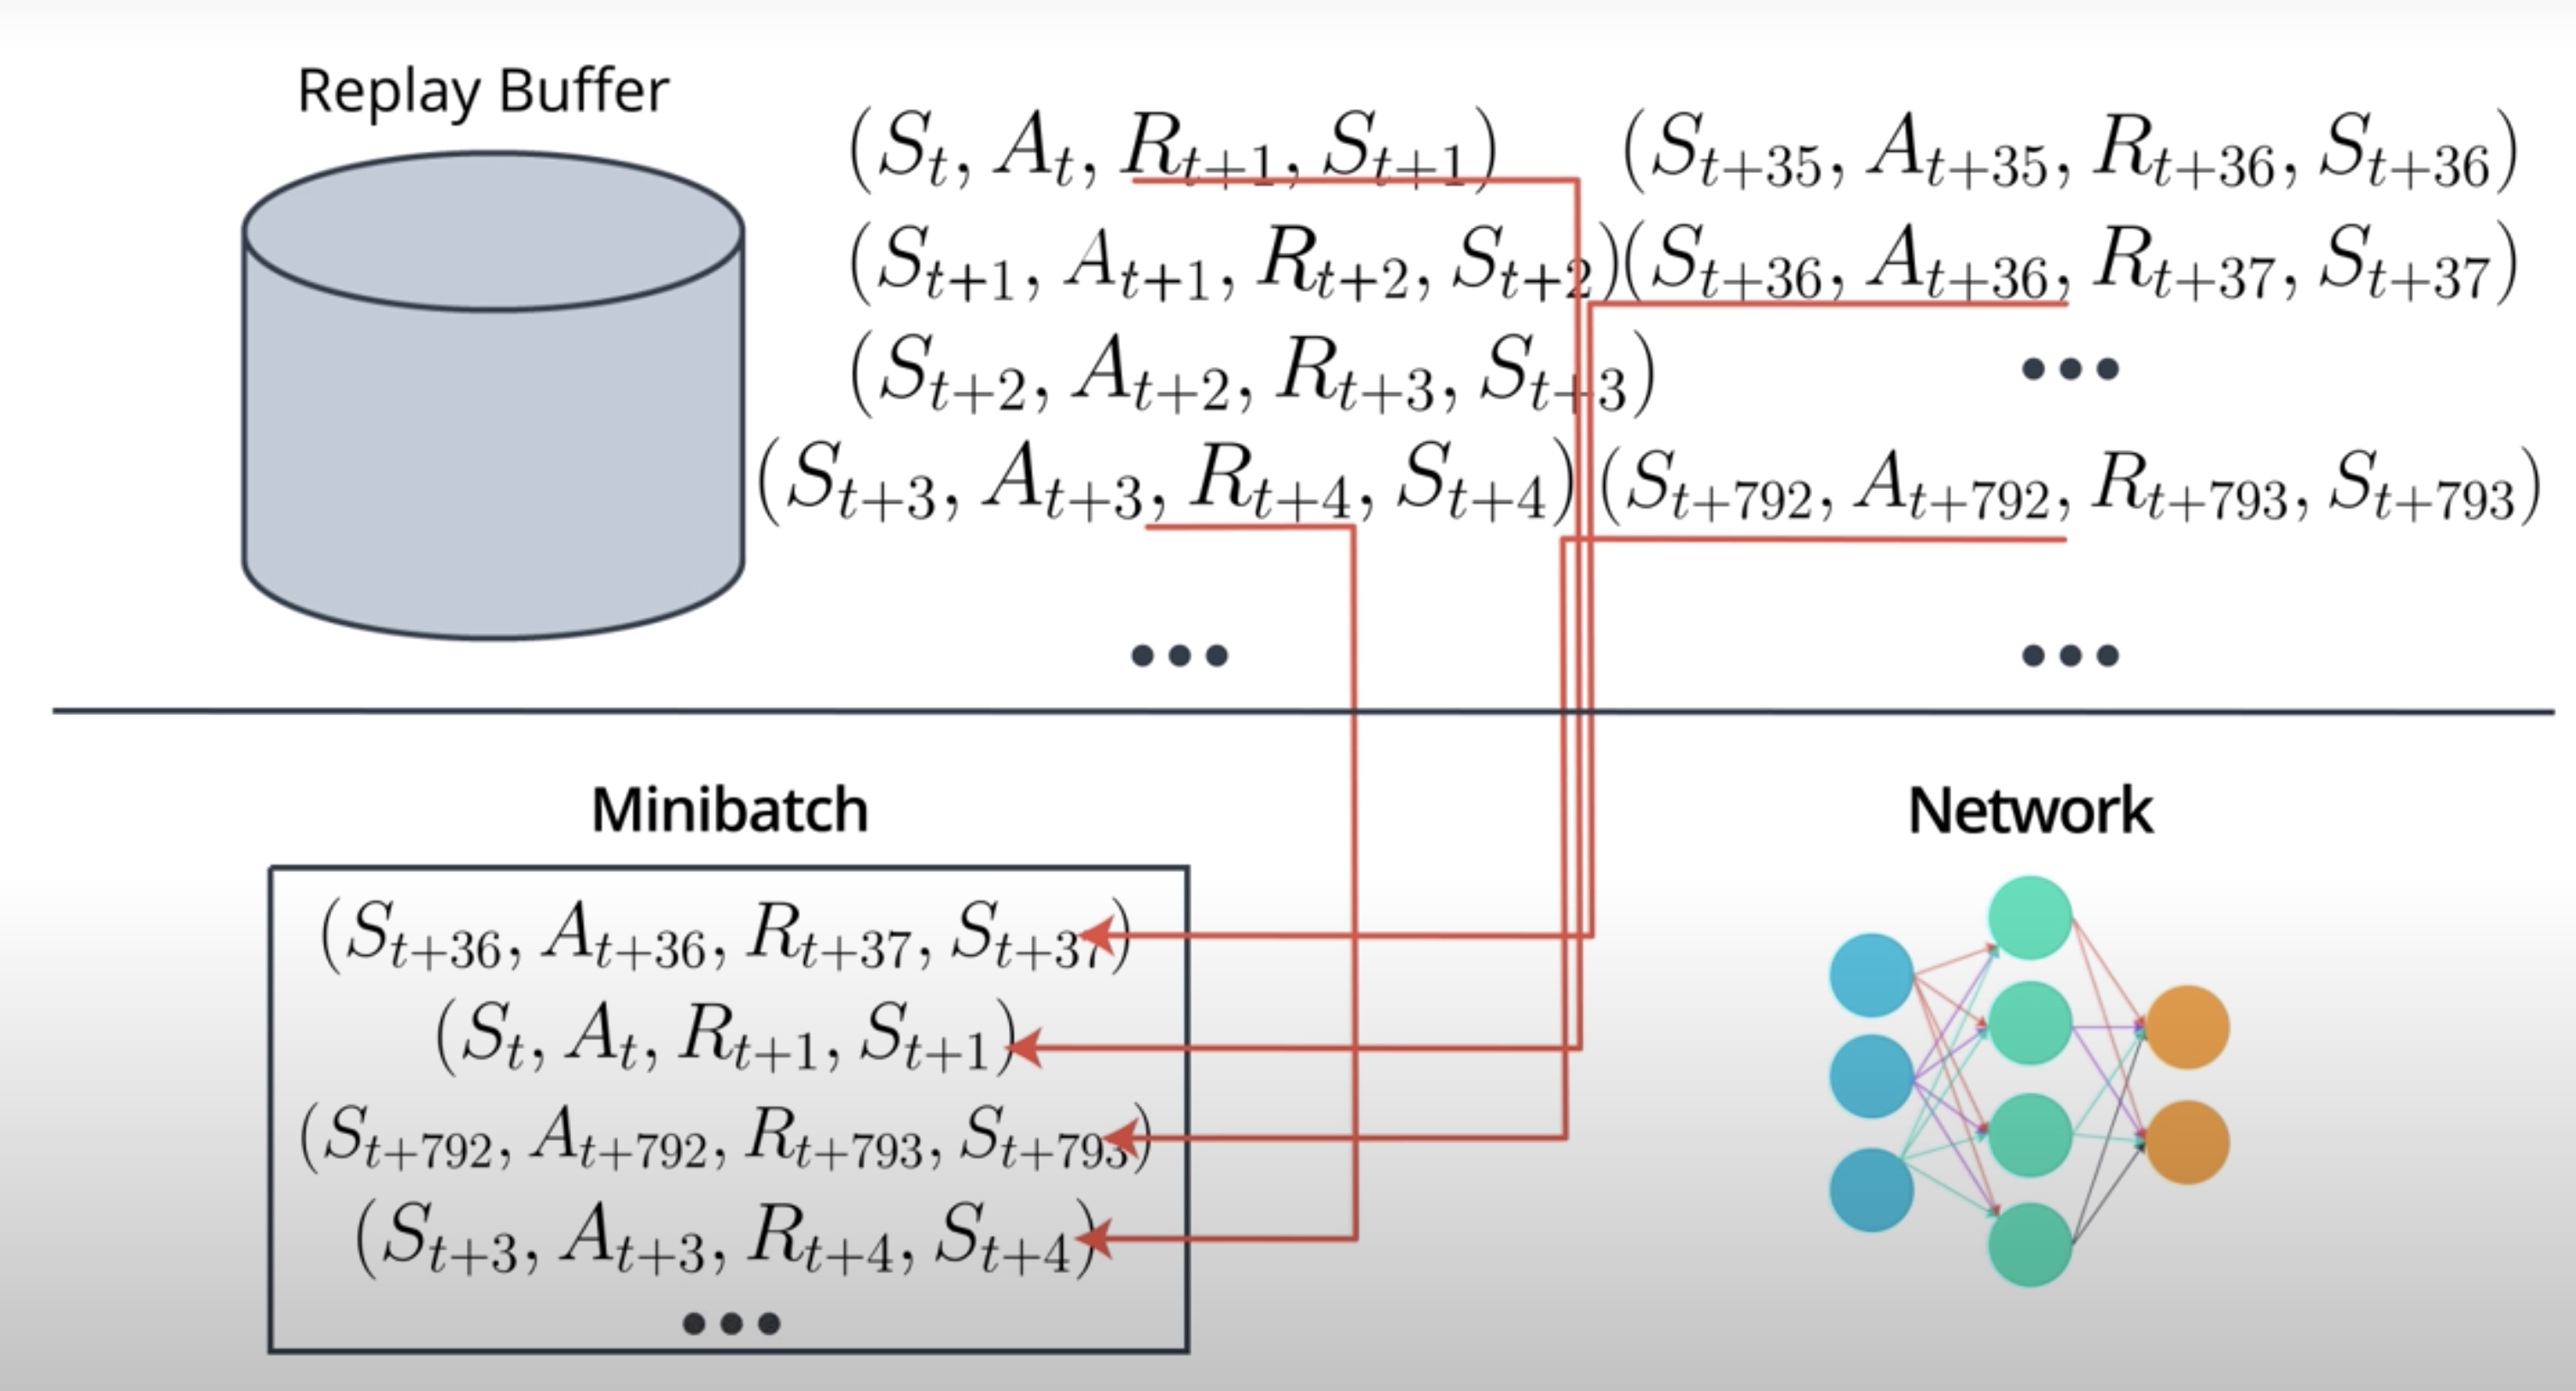 Replay Buffer
(S_t, A_t, R_{t+1}, S_{t+1})
(S_{t+1}, A_{t+1}, R_{t+2}, S_{t+2})
(S_{t+2}, A_{t+2}, R_{t+3}, S_{t+3})
(S_{t+3}, A_{t+3}, R_{t+4}, S_{t+4})
•••
(S_{t+35}, A_{t+35}, R_{t+36}, S_{t+36})
(S_{t+36}, A_{t+36}, R_{t+37}, S_{t+37})
•••
(S_{t+792}, A_{t+792}, R_{t+793}, S_{t+793})
•••
Minibatch
(S_{t+36}, A_{t+36}, R_{t+37}, S_{t+37})
(S_t, A_t, R_{t+1}, S_{t+1})
(S_{t+792}, A_{t+792}, R_{t+793}, S_{t+793})
(S_{t+3}, A_{t+3}, R_{t+4}, S_{t+4})
•••
Network